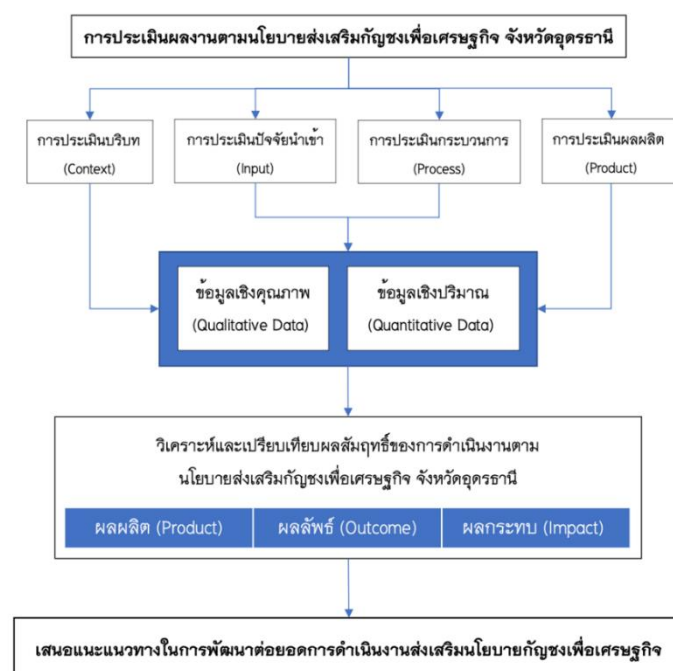 การประเมินผลงานตามนโยบายส่งเสริมกัญชงเพื่อเศรษฐกิจ จังหวัดอุดรธานี
การประเมินบริบท
(Context)
การประเมินปัจจัยนำเข้า
(Input)
การประเมินกระบวนการ
(Process)
การประเมินผลผลิต
(Product)
ข้อมูลเชิงคุณภาพ
(Qualitative Data)
ข้อมูลเชิงปริมาณ
(Quantitative Data)
วิเคราะห์และเปรียบเทียบผลสัมฤทธิ์ของการดำเนินงานตาม
นโยบายส่งเสริมกัญชงเพื่อเศรษฐกิจ จังหวัดอุดรธานี
ผลผลิต (Product)
ผลลัพธ์ (Outcome)
ผลกระทบ (Impact)
เสนอแนะแนวทางในการพัฒนาต่อยอดการดำเนินงานส่งเสริมนโยบายกัญชงเพื่อเศรษฐกิจ